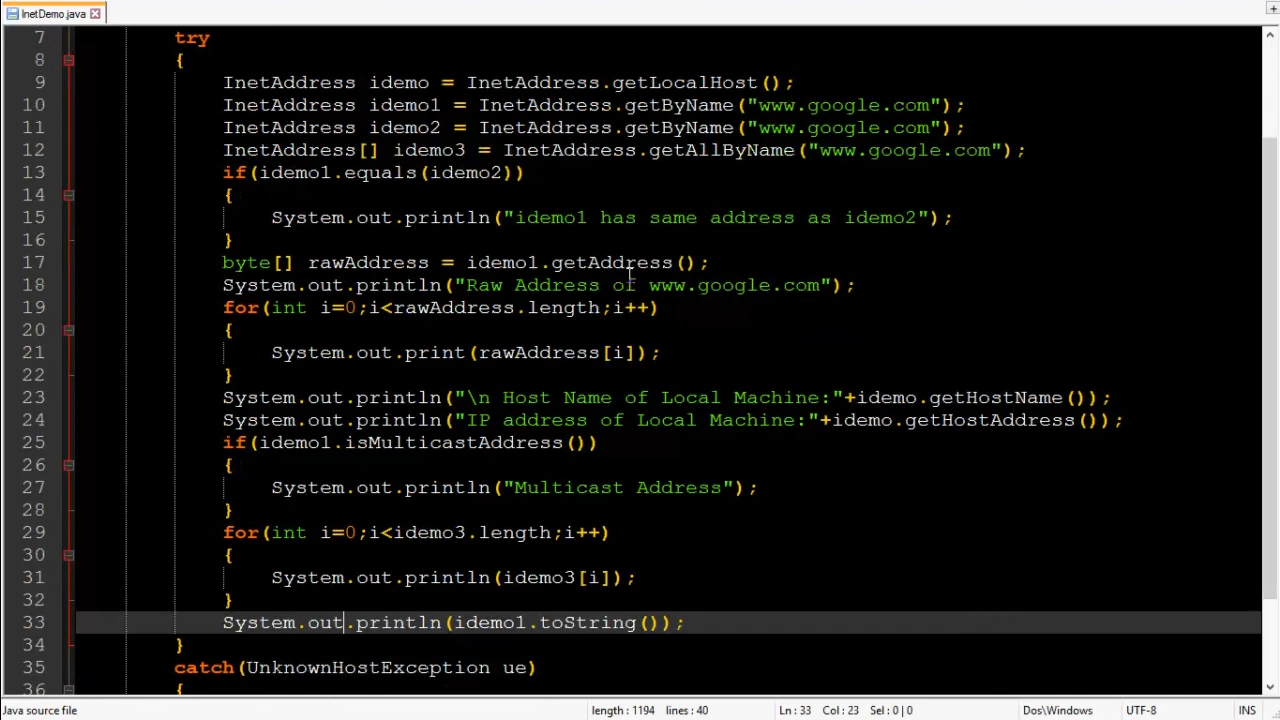 InetDemo.java
7 try
8 {
9 InetAddress idemo = InetAddress.getLocalHost();
10 InetAddress idemo1 = InetAddress.getByName("www.google.com");
11 InetAddress idemo2 = InetAddress.getByName("www.google.com");
12 InetAddress[] idemo3 = InetAddress.getAllByName("www.google.com");
13 if(idemo1.equals(idemo2))
14 {
15 System.out.println("idemo1 has same address as idemo2");
16 }
17 byte[] rawAddress = idemo1.getAddress();
18 System.out.println("Raw Address of www.google.com");
19 for(int i=0;i<rawAddress.length;i++)
20 {
21 System.out.print(rawAddress[i]);
22 }
23 System.out.println("\n Host Name of Local Machine:"+idemo.getHostName());
24 System.out.println("IP address of Local Machine:"+idemo.getHostAddress());
25 if(idemo1.isMulticastAddress())
26 {
27 System.out.println("Multicast Address");
28 }
29 for(int i=0;i<idemo3.length;i++)
30 {
31 System.out.println(idemo3[i]);
32 }
33 System.out.println(idemo1.toString());
34 }
35 catch(UnknownHostException ue)
36 {
Java source file length : 1194 lines : 40 Ln : 33 Col : 23 Sel : 0 | 0 Dos\Windows UTF-8 INS